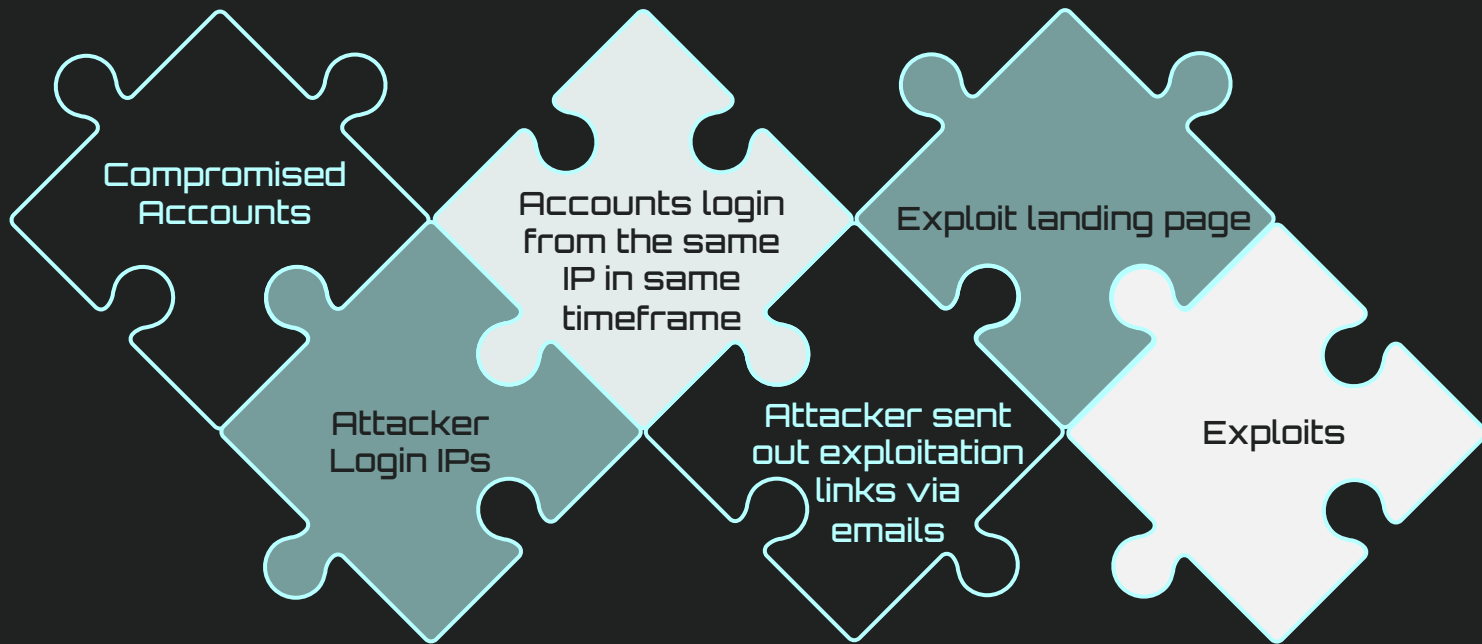 Compromised
Accounts
Attacker
Login IPs
Accounts login
from the same
IP in same
timeframe
Attacker sent
out exploitation
links via
emails
Exploit landing page
Exploits